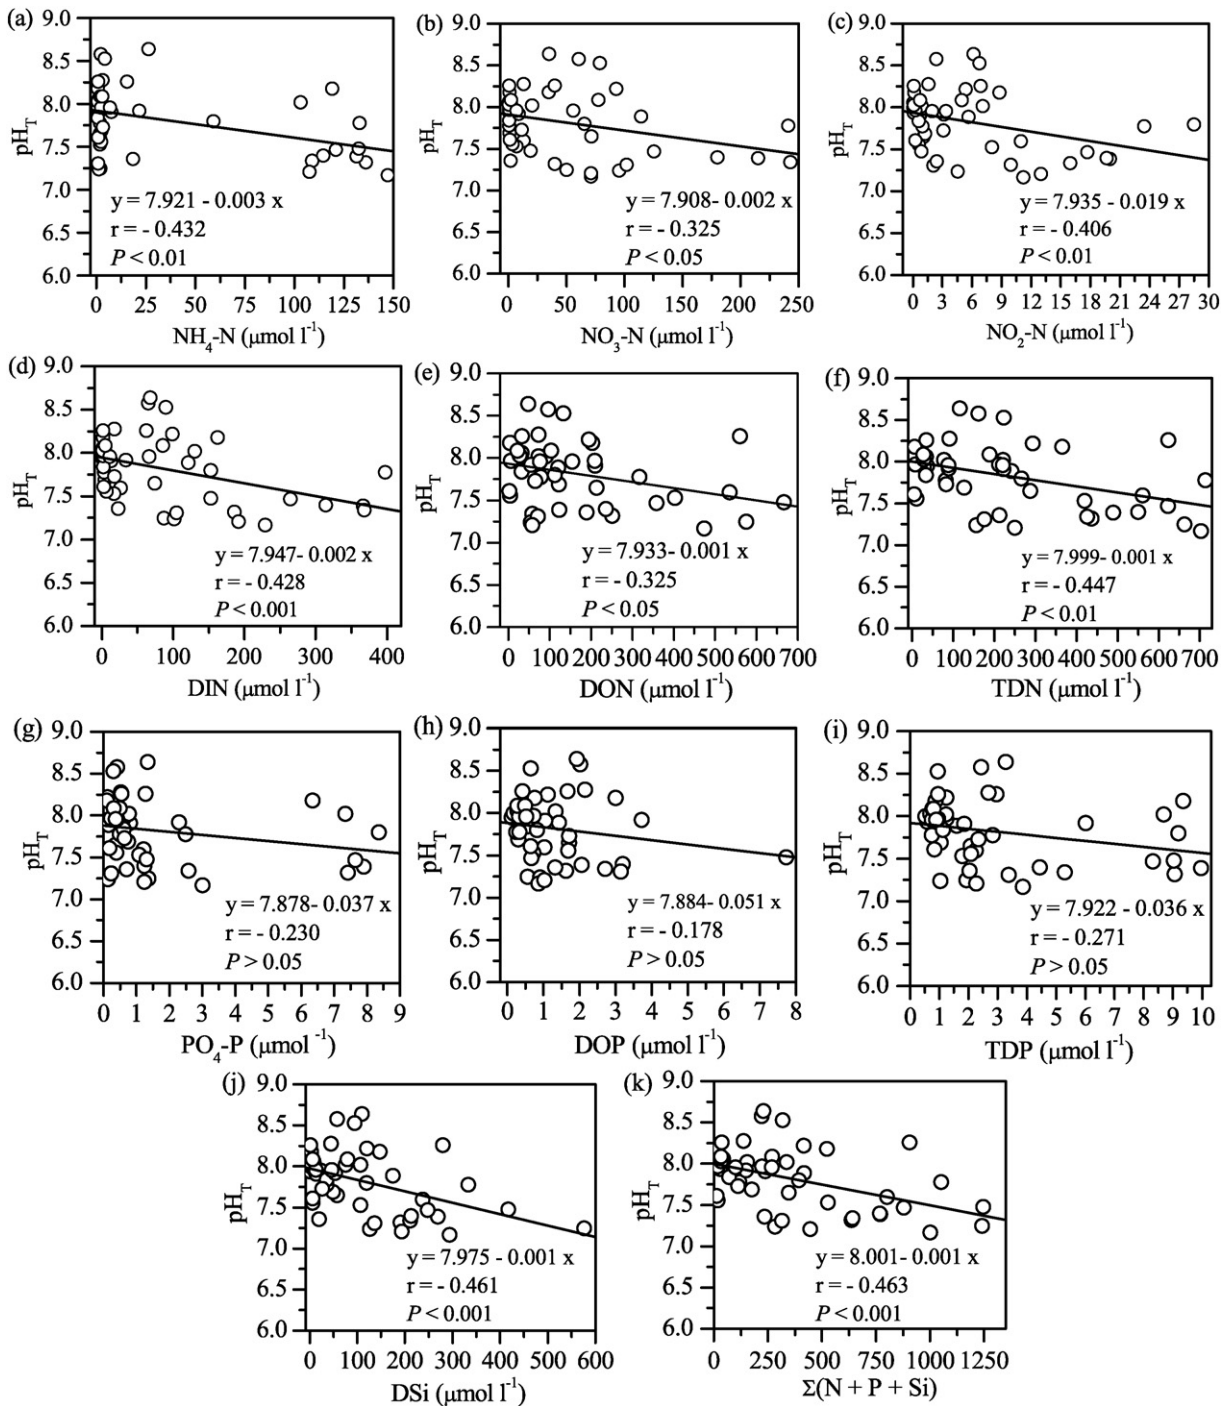 (a)
9.0
8.5
8.0
7.5
7.0
6.5
6.0
pH_T
y = 7.921 - 0.003 x
r = - 0.432
P < 0.01
0 25 50 75 100 125 150
NH₄-N (µmol l⁻¹)
(b)
9.0
8.5
8.0
7.5
7.0
6.5
6.0
pH_T
y = 7.908 - 0.002 x
r = - 0.325
P < 0.05
0 50 100 150 200 250
NO₃-N (µmol l⁻¹)
(c)
9.0
8.5
8.0
7.5
7.0
6.5
6.0
pH_T
y = 7.935 - 0.019 x
r = - 0.406
P < 0.01
0 3 6 9 12 15 18 21 24 27 30
NO₂-N (µmol l⁻¹)
(d)
9.0
8.5
8.0
7.5
7.0
6.5
6.0
pH_T
y = 7.947- 0.002 x
r = - 0.428
P < 0.001
0 100 200 300 400
DIN (µmol l⁻¹)
(e)
9.0
8.5
8.0
7.5
7.0
6.5
6.0
pH_T
y = 7.933- 0.001 x
r = - 0.325
P < 0.05
0 100 200 300 400 500 600 700
DON (µmol l⁻¹)
(f)
9.0
8.5
8.0
7.5
7.0
6.5
6.0
pH_T
y = 7.999- 0.001 x
r = - 0.447
P < 0.01
0 100 200 300 400 500 600 700
TDN (µmol l⁻¹)
(g)
9.0
8.5
8.0
7.5
7.0
6.5
6.0
pH_T
y = 7.878- 0.037 x
r = - 0.230
P > 0.05
0 1 2 3 4 5 6 7 8 9
PO₄-P (µmol ⁻¹)
(h)
9.0
8.5
8.0
7.5
7.0
6.5
6.0
pH_T
y = 7.884- 0.051 x
r = - 0.178
P > 0.05
0 1 2 3 4 5 6 7 8
DOP (µmol l⁻¹)
(i)
9.0
8.5
8.0
7.5
7.0
6.5
6.0
pH_T
y = 7.922 - 0.036 x
r = - 0.271
P > 0.05
0 1 2 3 4 5 6 7 8 9 10
TDP (µmol l⁻¹)
(j)
9.0
8.5
8.0
7.5
7.0
6.5
6.0
pH_T
y = 7.975 - 0.001 x
r = - 0.461
P < 0.001
0 100 200 300 400 500 600
DSi (µmol l⁻¹)
(k)
9.0
8.5
8.0
7.5
7.0
6.5
6.0
pH_T
y = 8.001- 0.001 x
r = - 0.463
P < 0.001
0 250 500 750 1000 1250
Σ(N + P + Si)